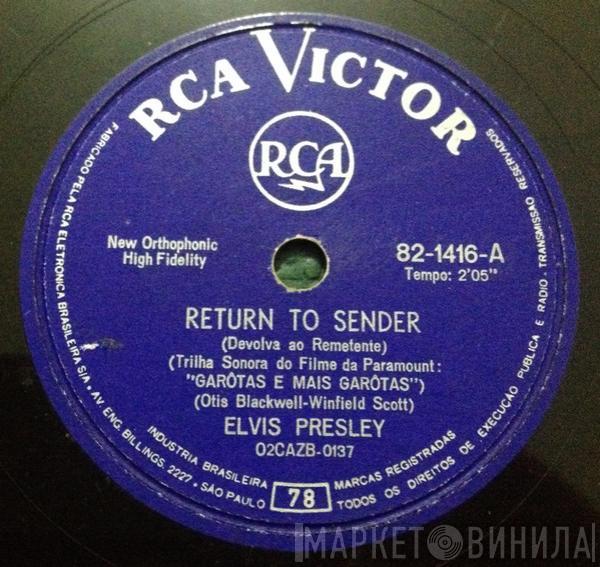 RCA VICTOR
RCA
New Orthophonic
High Fidelity
82-1416-A
Tempo: 2'05"
RETURN TO SENDER
(Devolva ao Remetente)
(Trilha Sonora do Filme da Paramount:
"GARÔTAS E MAIS GARÔTAS")
(Otis Blackwell-Winfield Scott)
ELVIS PRESLEY
02CAZB-0137
78
FABRICADO PELA RCA ELETRÔNICA BRASILEIRA S/A • AV. ENG. BILLINGS, 2227 • SÃO PAULO
INDUSTRIA BRASILEIRA
MARCAS REGISTRADAS
TODOS OS DIREITOS DE EXECUÇÃO PUBLICA E RADIO - TRANSMISSÃO RESERVADOS
МАРКЕТ ВИНИЛА